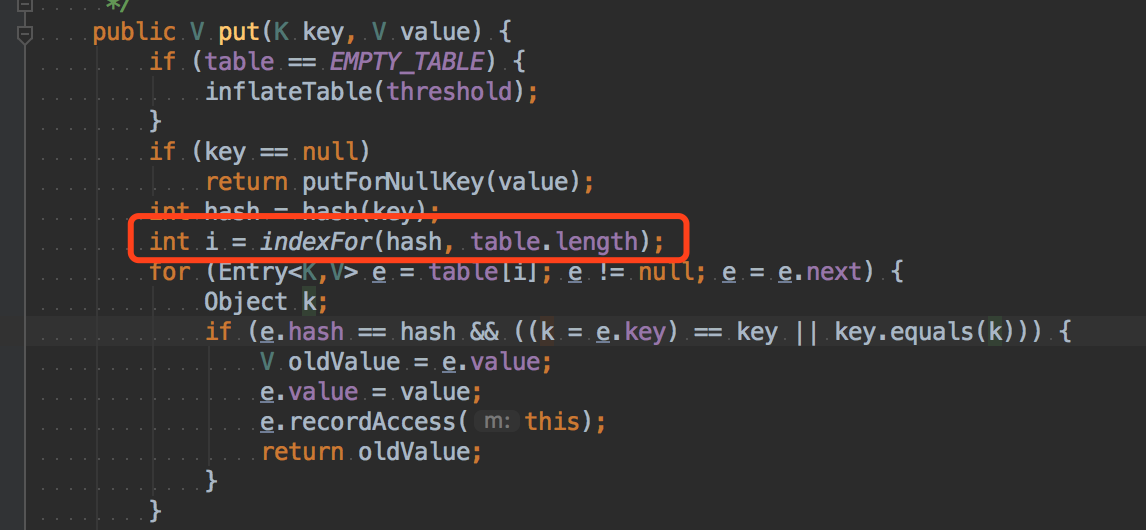 */
public V put(K key, V value) {
if (table == EMPTY_TABLE) {
inflateTable(threshold);
}
if (key == null)
return putForNullKey(value);
int hash = hash(key);
int i = indexFor(hash, table.length);
for (Entry<K,V> e = table[i]; e != null; e = e.next) {
Object k;
if (e.hash == hash && ((k = e.key) == key || key.equals(k))) {
V oldValue = e.value;
e.value = value;
e.recordAccess( m: this);
return oldValue;
}
}